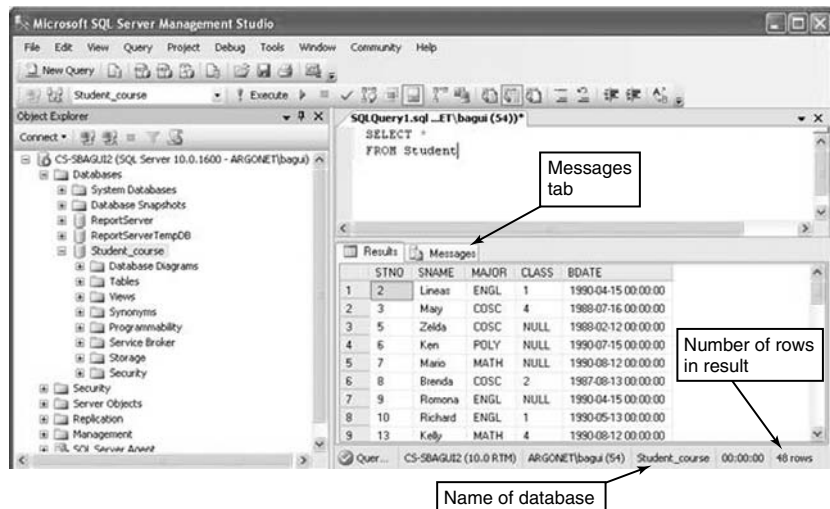 Microsoft SQL Server Management Studio
File Edit View Query Project Debug Tools Window Community Help
New Query
Student_course Execute
Object Explorer
SQLQuery1.sql ...ET\bagui (54))*
Connect
SELECT *
FROM Student
CS-SBAGUI2 (SQL Server 10.0.1600 - ARGONET\bagui)
Databases
System Databases
Database Snapshots
ReportServer
ReportServerTempDB
Student_course
Database Diagrams
Tables
Views
Synonyms
Programmability
Service Broker
Storage
Security
Security
Server Objects
Replication
Management
SQL Server Agent
Messages
tab
Results Messages
STNO SNAME MAJOR CLASS BDATE
1 2 Lineas ENGL 1 1990-04-15 00:00:00
2 3 Mary COSC 4 1988-07-16 00:00:00
3 5 Zelda COSC NULL 1988-02-12 00:00:00
4 6 Ken POLY NULL 1990-07-15 00:00:00
5 7 Mario MATH NULL 1990-08-12 00:00:00
6 8 Brenda COSC 2 1987-08-13 00:00:00
7 9 Romona ENGL NULL 1990-04-15 00:00:00
8 10 Richard ENGL 1 1990-05-13 00:00:00
9 13 Kelly MATH 4 1990-08-12 00:00:00
Number of rows
in result
Quer... CS-SBAGUI2 (10.0 RTM) ARGONET\bagui (54) Student_course 00:00:00 48 rows
Name of database